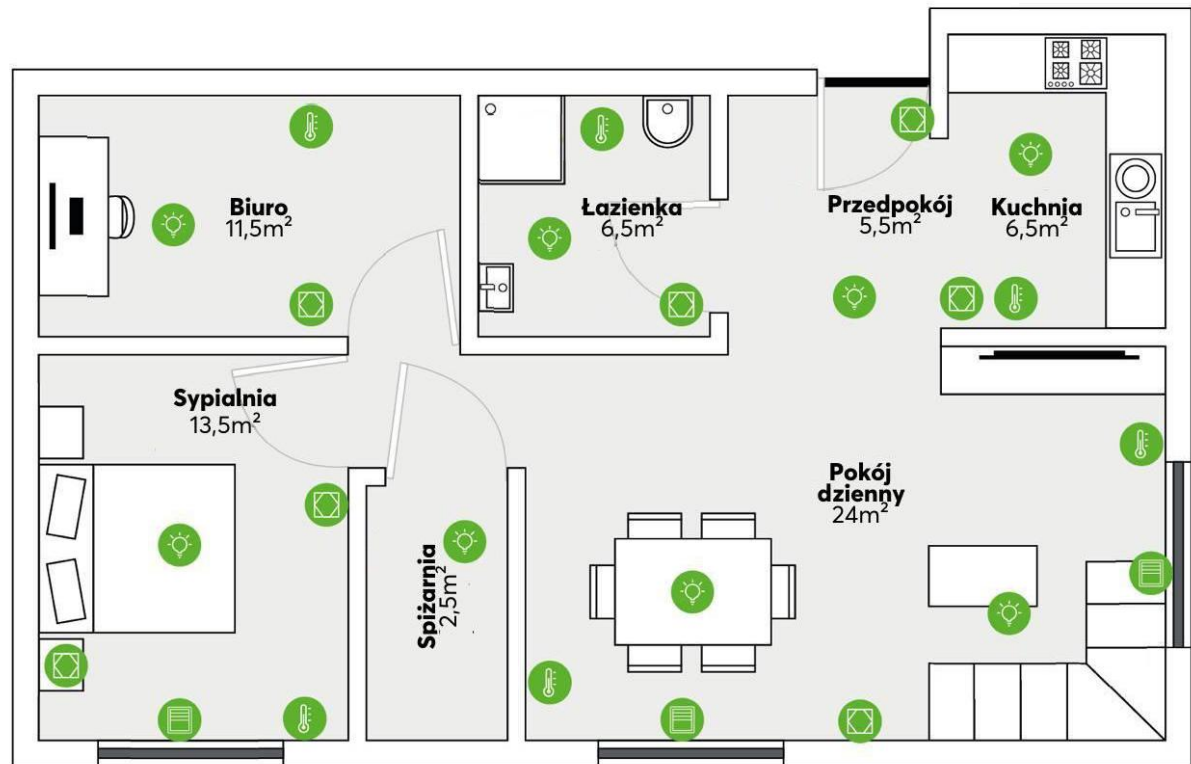 Biuro
11,5m²
Łazienka
6,5m²
Przedpokój
5,5m²
Kuchnia
6,5m²
Sypialnia
13,5m²
Spiżarnia
2,5m²
Pokój
dzienny
24m²